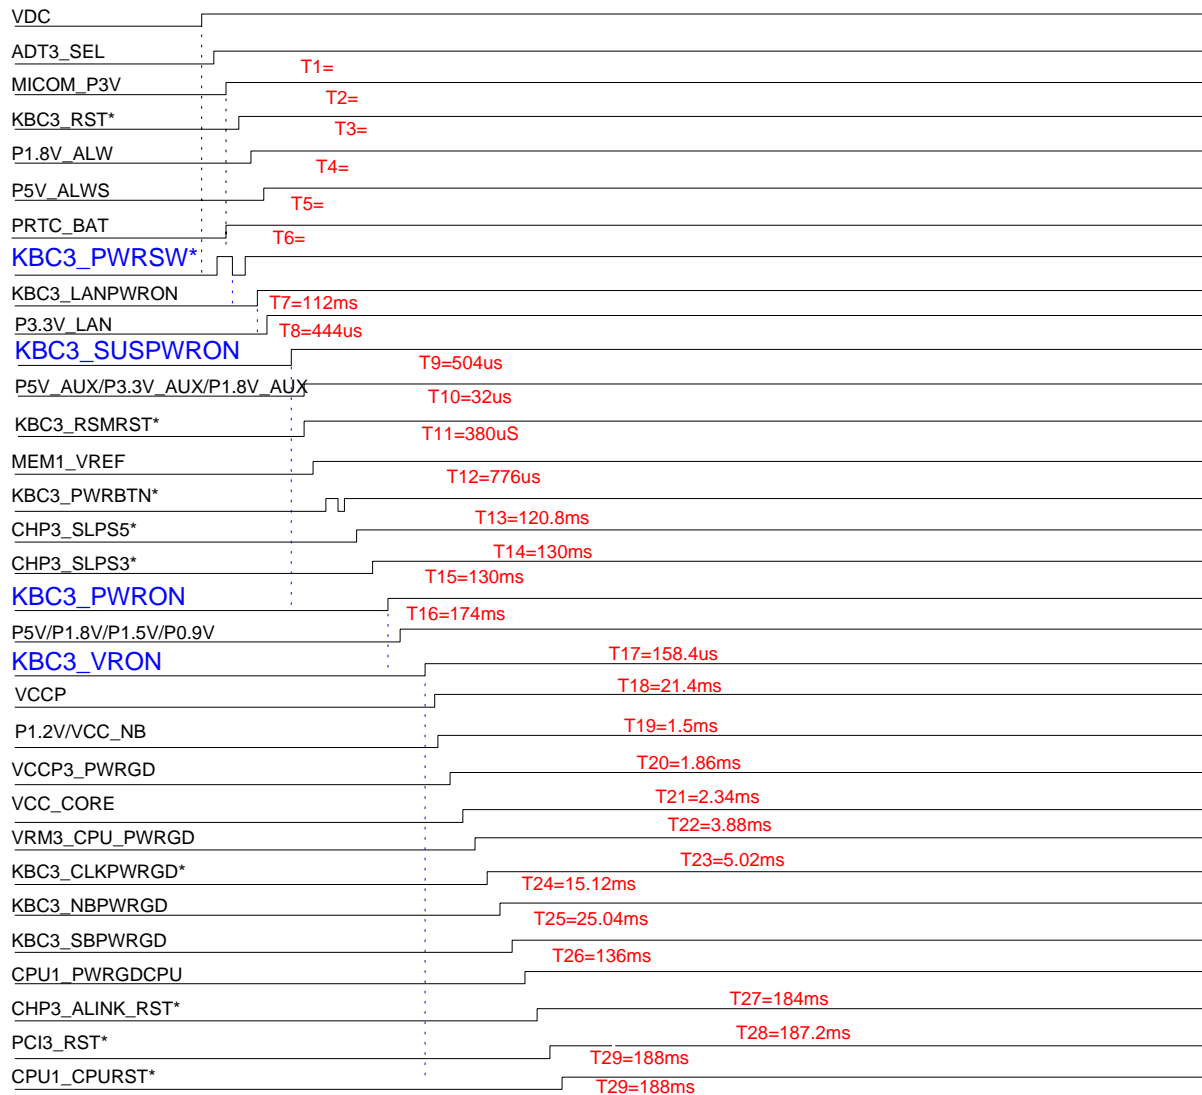 VDC
ADT3_SEL
T1=
MICOM_P3V
T2=
KBC3_RST*
T3=
P1.8V_ALW
T4=
P5V_ALWS
T5=
PRTC_BAT
T6=
KBC3_PWRSW*
KBC3_LANPWRON
T7=112ms
P3.3V_LAN
T8=444us
KBC3_SUSPWRON
T9=504us
P5V_AUX/P3.3V_AUX/P1.8V_AUX
T10=32us
KBC3_RSMRST*
T11=380uS
MEM1_VREF
T12=776us
KBC3_PWRBTN*
T13=120.8ms
CHP3_SLPS5*
T14=130ms
CHP3_SLPS3*
T15=130ms
KBC3_PWRON
T16=174ms
P5V/P1.8V/P1.5V/P0.9V
T17=158.4us
KBC3_VRON
T18=21.4ms
VCCP
T19=1.5ms
P1.2V/VCC_NB
T20=1.86ms
VCCP3_PWRGD
T21=2.34ms
VCC_CORE
T22=3.88ms
VRM3_CPU_PWRGD
T23=5.02ms
KBC3_CLKPWRGD*
T24=15.12ms
KBC3_NBPWRGD
T25=25.04ms
KBC3_SBPWRGD
T26=136ms
CPU1_PWRGDCPU
T27=184ms
CHP3_ALINK_RST*
T28=187.2ms
PCI3_RST*
T29=188ms
CPU1_CPURST*
T29=188ms